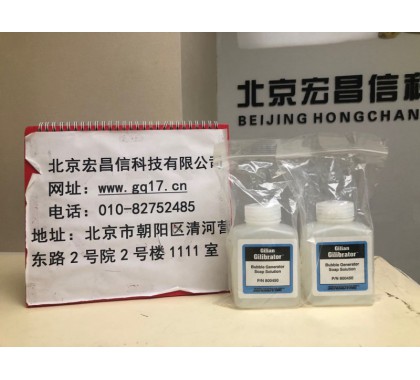 北京宏昌信科
BEIJING HONGCHAN
北京宏昌信科技有限公司
网址：www.gq17.cn
电话：010-82752485
地址：北京市朝阳区清河营
东路2号院2号楼1111室
Gilian
Gilibrator
Bubble Generator
Soap Solution
Gilian
Gilibrator
Bubble Generator
Soap Solution